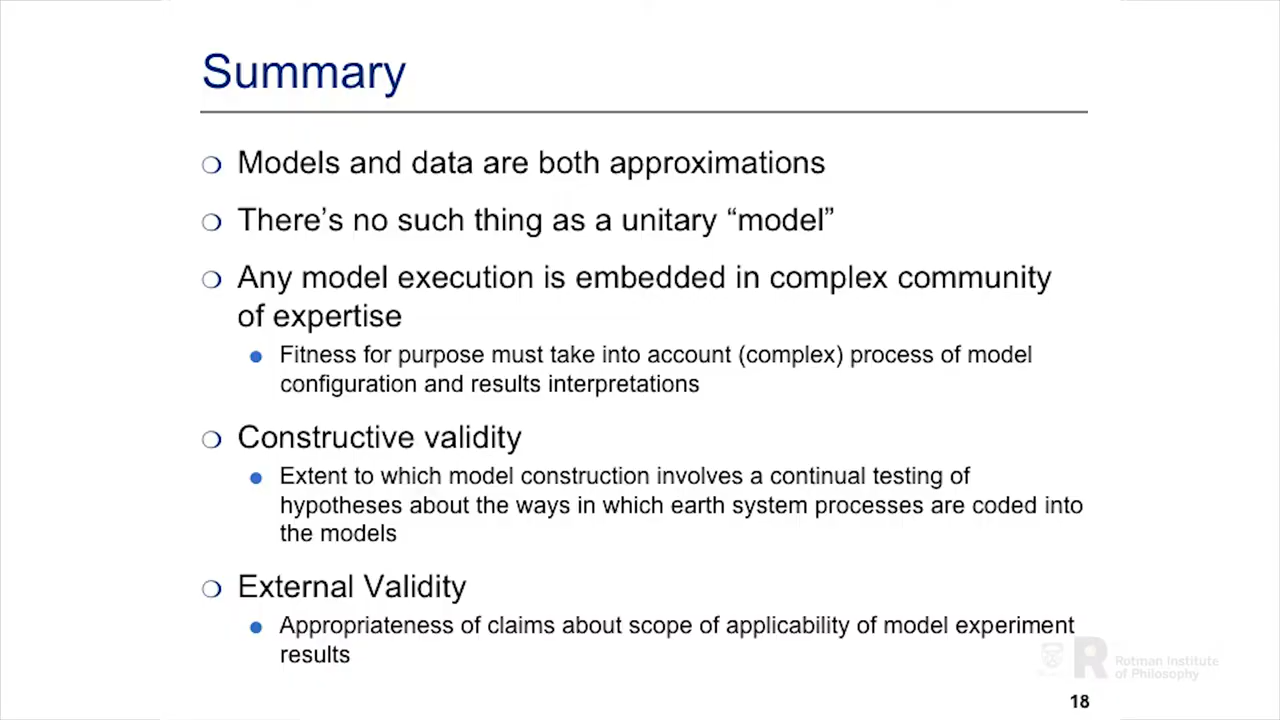 Summary
Models and data are both approximations
There’s no such thing as a unitary “model”
Any model execution is embedded in complex community
of expertise
Fitness for purpose must take into account (complex) process of model
configuration and results interpretations
Constructive validity
Extent to which model construction involves a continual testing of
hypotheses about the ways in which earth system processes are coded into
the models
External Validity
Appropriateness of claims about scope of applicability of model experiment
results
R Rotman Institute
of Philosophy
18